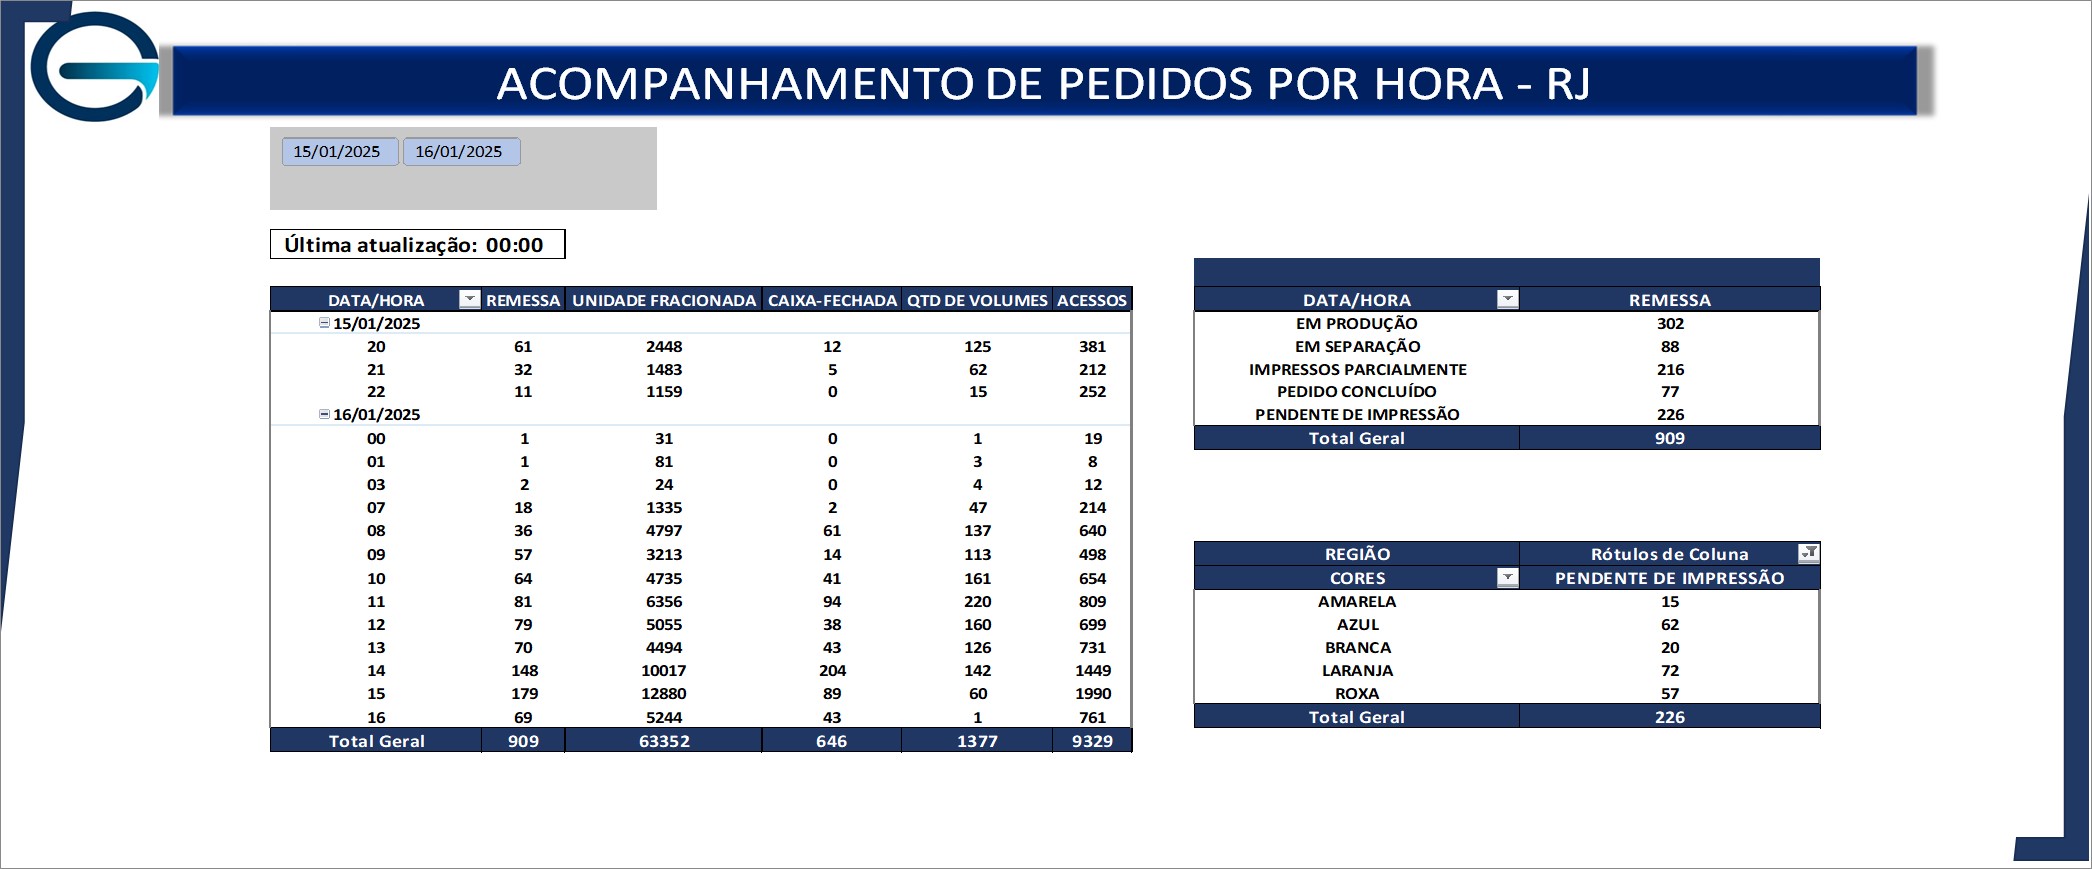 ACOMPANHAMENTO DE PEDIDOS POR HORA - RJ
15/01/2025 16/01/2025
Última atualização: 00:00
DATA/HORA REMESSA UNIDADE FRACIONADA CAIXA-FECHADA QTD DE VOLUMES ACESSOS
15/01/2025
20 61 2448 12 125 381
21 32 1483 5 62 212
22 11 1159 0 15 252
16/01/2025
00 1 31 0 1 19
01 1 81 0 3 8
03 2 24 0 4 12
07 18 1335 2 47 214
08 36 4797 61 137 640
09 57 3213 14 113 498
10 64 4735 41 161 654
11 81 6356 94 220 809
12 79 5055 38 160 699
13 70 4494 43 126 731
14 148 10017 204 142 1449
15 179 12880 89 60 1990
16 69 5244 43 1 761
Total Geral 909 63352 646 1377 9329
DATA/HORA REMESSA
EM PRODUÇÃO 302
EM SEPARAÇÃO 88
IMPRESSOS PARCIALMENTE 216
PEDIDO CONCLUÍDO 77
PENDENTE DE IMPRESSÃO 226
Total Geral 909
REGIÃO Rótulos de Coluna
CORES PENDENTE DE IMPRESSÃO
AMARELA 15
AZUL 62
BRANCA 20
LARANJA 72
ROXA 57
Total Geral 226